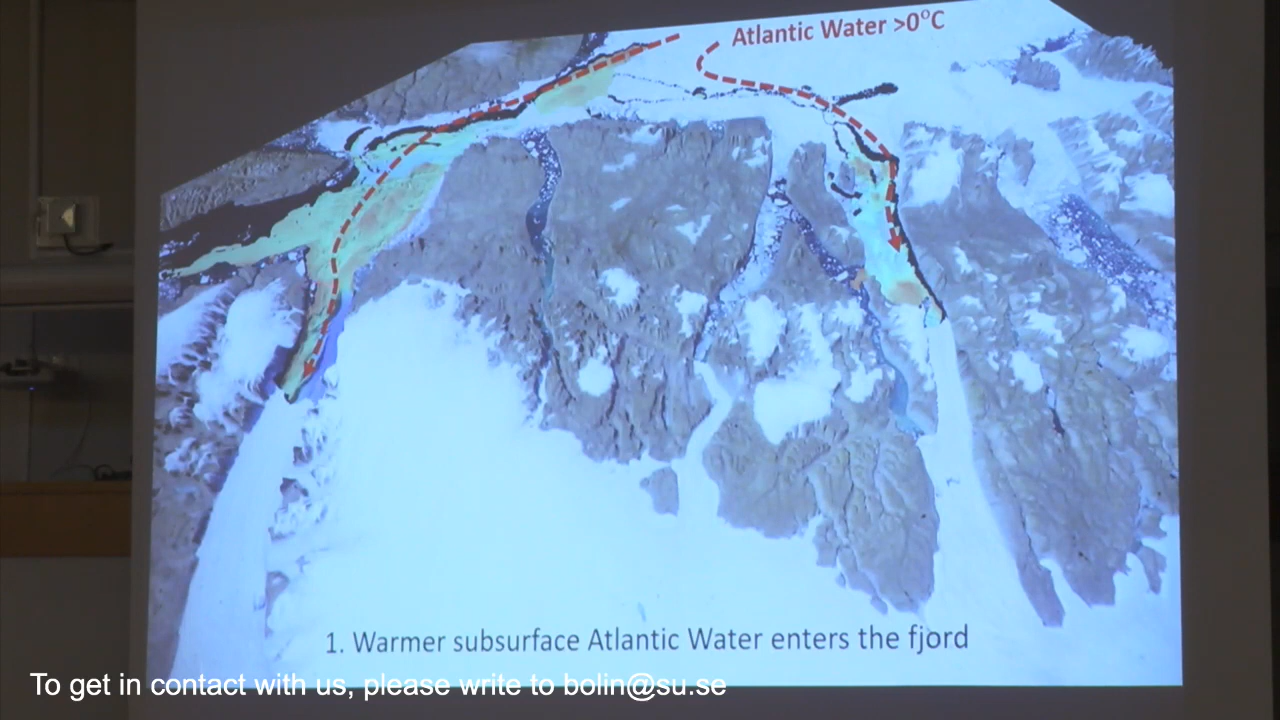 Atlantic Water >0°C
1. Warmer subsurface Atlantic Water enters the fjord
To get in contact with us, please write to bolin@su.se